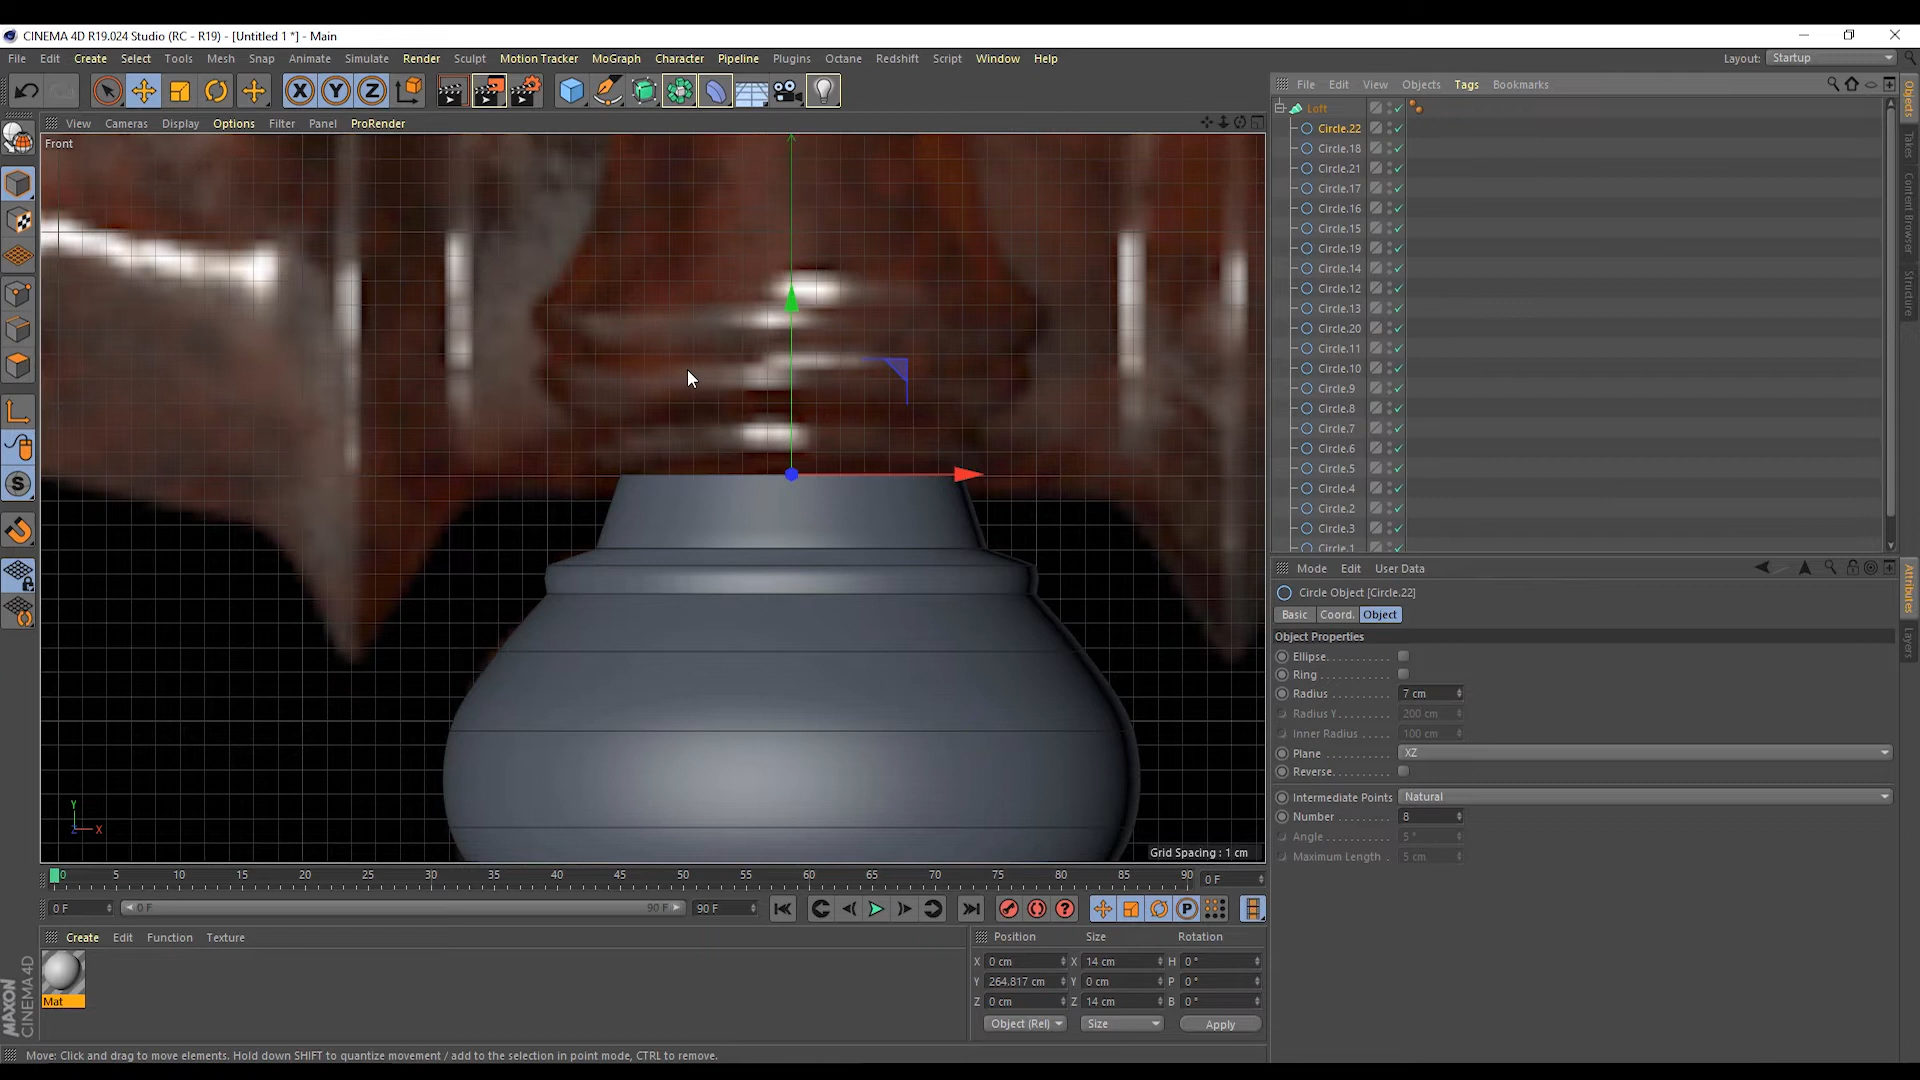 CINEMA 4D R19.024 Studio (RC - R19) - [Untitled 1 *] - Main
File Edit Create Select Tools Mesh Snap Animate Simulate Render Sculpt Motion Tracker MoGraph Character Pipeline Plugins Octane Redshift Script Window Help Layout: Startup
X Y Z
File Edit View Objects Tags Bookmarks
View Cameras Display Options Filter Panel ProRender
Front
Loft
Circle.22
Circle.18
Circle.21
Circle.17
Circle.16
Circle.15
Circle.19
Circle.14
Circle.12
Circle.13
Circle.20
Circle.11
Circle.10
Circle.9
Circle.8
Circle.7
Circle.6
Circle.5
Circle.4
Circle.2
Circle.3
Circle.1
Objects
Takes
Content Browser
Structure
Mode Edit User Data
Circle Object [Circle.22]
Basic Coord. Object
Object Properties
Ellipse
Ring
Radius 7 cm
Radius Y 200 cm
Inner Radius 100 cm
Plane XZ
Reverse
Intermediate Points Natural
Number 8
Angle 5 °
Maximum Length 5 cm
Attributes
Layers
Y
Z X
Grid Spacing : 1 cm
0 5 10 15 20 25 30 35 40 45 50 55 60 65 70 75 80 85 90 0 F
0 F 0 F 90 F 90 F
Create Edit Function Texture
Mat
MAXON CINEMA 4D
Position Size Rotation
X 0 cm X 14 cm H 0 °
Y 264.817 cm Y 0 cm P 0 °
Z 0 cm Z 14 cm B 0 °
Object (Rel) Size Apply
Move: Click and drag to move elements. Hold down SHIFT to quantize movement / add to the selection in point mode, CTRL to remove.